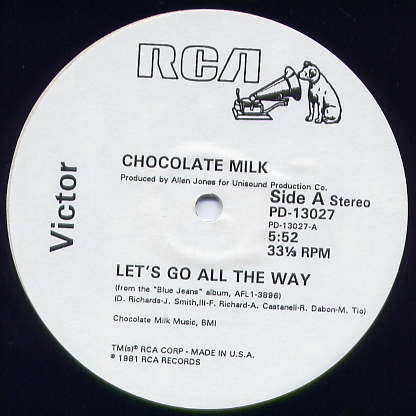 RCA
Victor
CHOCOLATE MILK
Produced by Allen Jones for Unisound Production Co.
Side A Stereo
PD-13027
PD-13027-A
5:52
33⅓ RPM
LET'S GO ALL THE WAY
(from the "Blue Jeans" album, AFL1-3896)
(D. Richards-J. Smith,III-F. Richard-A. Castanell-R. Dabon-M. Tio)
Chocolate Milk Music, BMI
TM(s)® RCA CORP - MADE IN U.S.A.
℗ 1981 RCA RECORDS